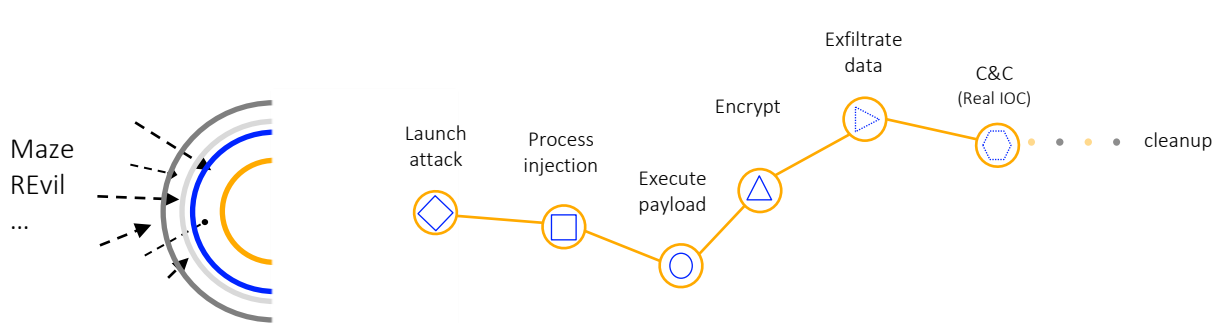 Maze
REvil
...
Launch
attack
Process
injection
Execute
payload
Encrypt
Exfiltrate
data
C&C
(Real IOC)
cleanup